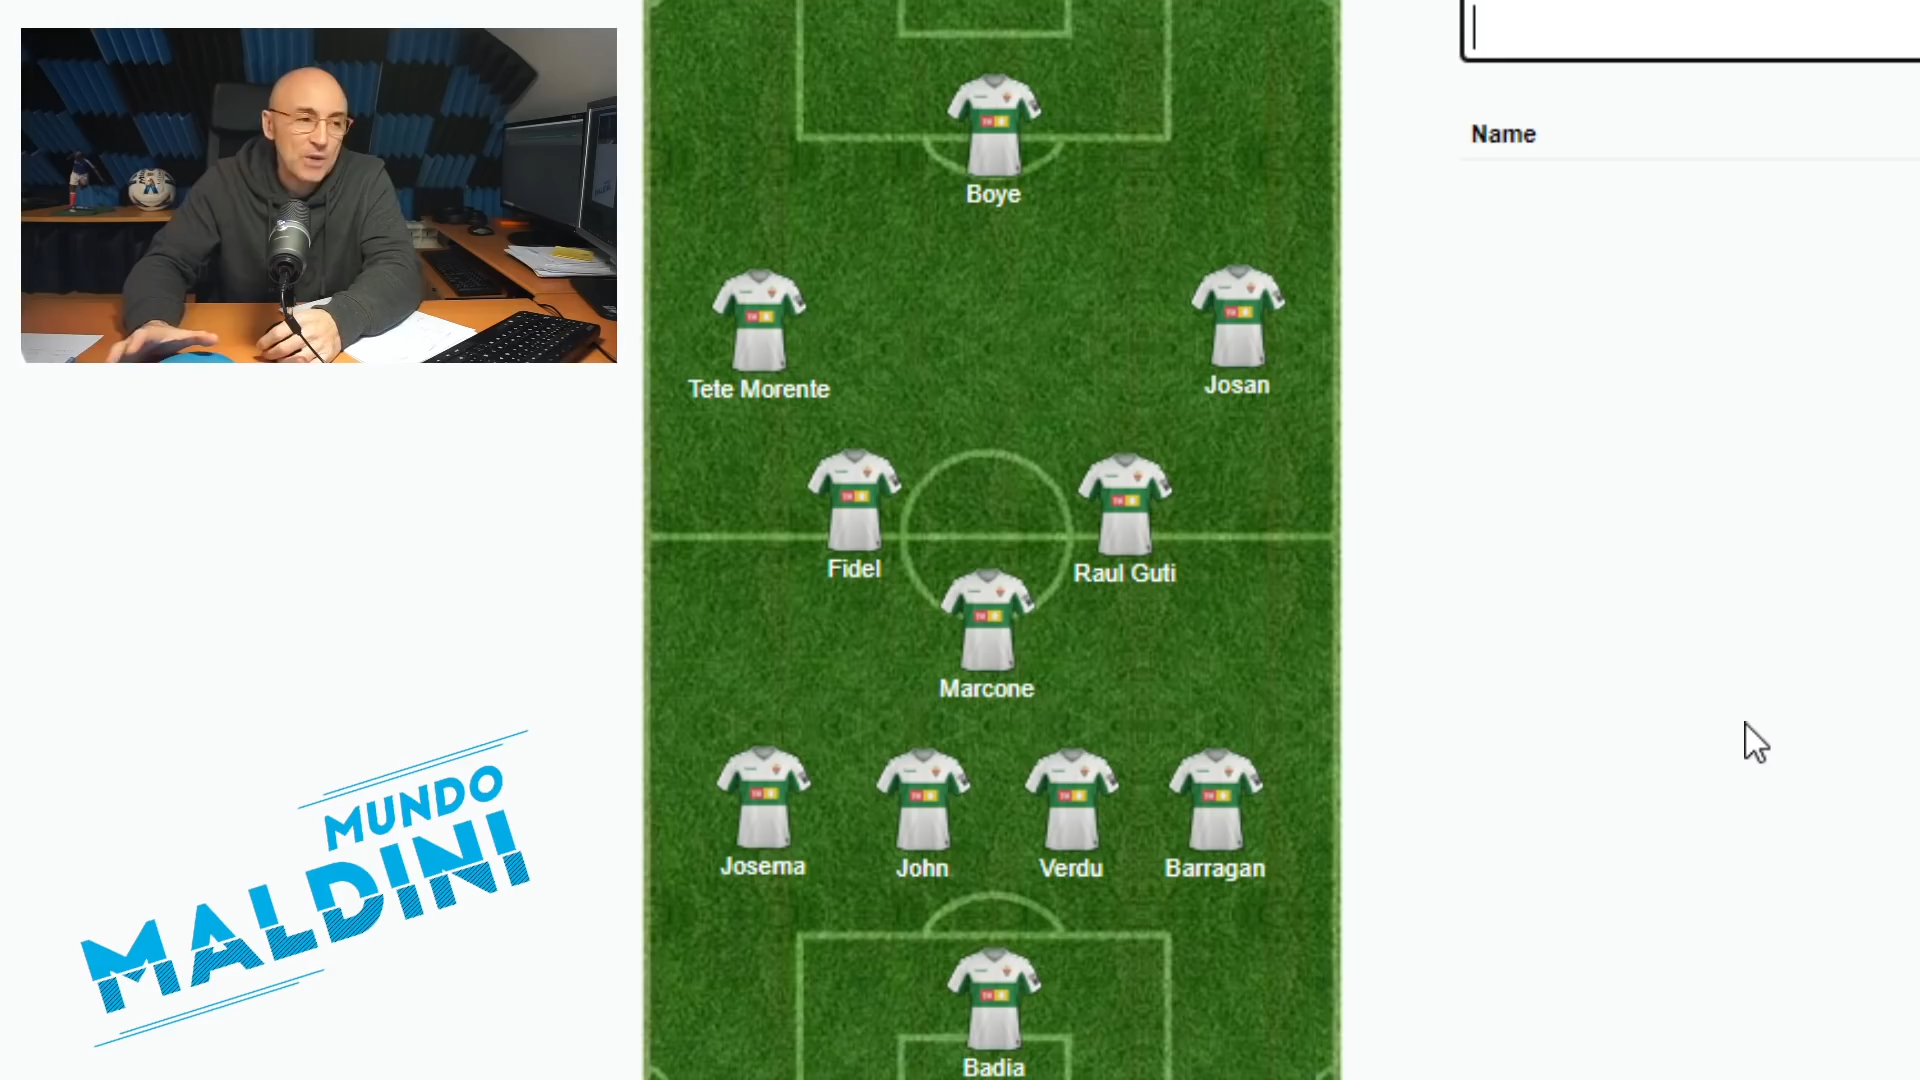 Name
Boye
Tete Morente
Josan
Fidel
Raul Guti
Marcone
Josema
John
Verdu
Barragan
Badia
MUNDO
MALDINI